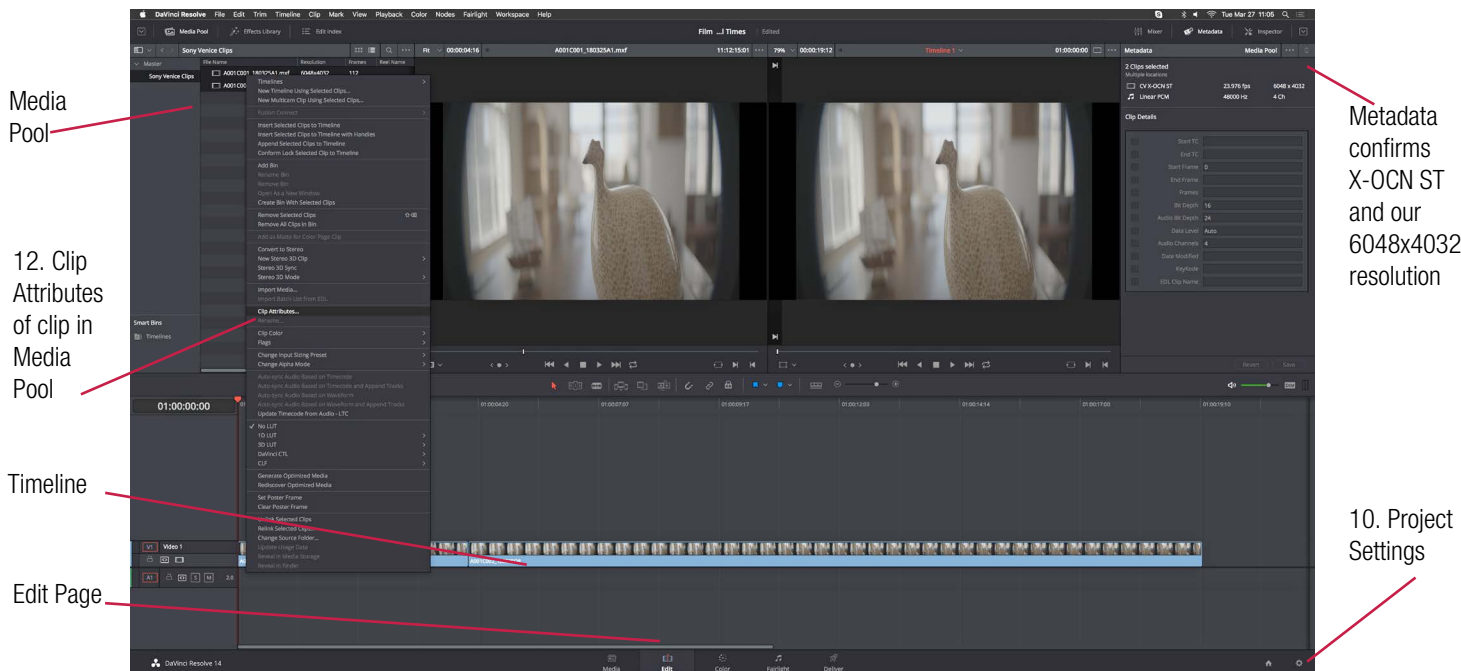 DaVinci Resolve File Edit Trim Timeline Clip Mark View Playback Color Nodes Fairlight Workspace Help
Tue Mar 27 11:05
Media Pool Effects Library Edit Index
Film ...l Times Edited
Mixer Metadata Inspector
Sony Venice Clips
Fit 00:00:04:16 A001C001_180325A1.mxf 11:12:15:01
79% 00:00:19:12 Timeline 1 01:00:00:00
Metadata Media Pool
Master
Sony Venice Clips
File Name Resolution Frames Reel Name
A001C001_180325A1.mxf 6048x4032 112
A001C00
Timelines
New Timeline Using Selected Clips...
New Multicam Clip Using Selected Clips...
Fusion Connect
Insert Selected Clips to Timeline
Insert Selected Clips to Timeline with Handles
Append Selected Clips to Timeline
Conform Lock Selected Clip to Timeline
Add Bin
Rename Bin
Remove Bin
Open As a New Window
Create Bin With Selected Clips
Remove Selected Clips
Remove All Clips in Bin
Add as Matte for Color Page Clip
Convert to Stereo
New Stereo 3D Clip
Stereo 3D Sync
Stereo 3D Mode
Import Media...
Import Batch List from EDL
Clip Attributes...
Rename...
Clip Color
Flags
Change Input Sizing Preset
Change Alpha Mode
Auto-sync Audio Based on Timecode
Auto-sync Audio Based on Timecode and Append Tracks
Auto-sync Audio Based on Waveform
Auto-sync Audio Based on Waveform and Append Tracks
Update Timecode from Audio - LTC
No LUT
1D LUT
3D LUT
DaVinci CTL
CLF
Generate Optimized Media
Rediscover Optimized Media
Set Poster Frame
Clear Poster Frame
Unlink Selected Clips
Relink Selected Clips
Change Source Folder...
Update Usage Data
Reveal in Media Storage
Reveal in Finder
Smart Bins
Timelines
2 Clips selected
Multiple locations
CV X-OCN ST 23.976 fps 6048 x 4032
Linear PCM 48000 Hz 4 Ch
Clip Details
Start TC
End TC
Start Frame 0
End Frame
Frames
Bit Depth 16
Audio Bit Depth 24
Data Level Auto
Audio Channels 4
Date Modified
KeyKode
EDL Clip Name
Revert Save
01:00:00:00
01:00:04:20 01:00:07:07 01:00:09:17 01:00:12:03 01:00:14:14 01:00:17:00 01:00:19:10
V1 Video 1
A1 S M 2.0
DaVinci Resolve 14
Media Edit Color Fairlight Deliver
Media
Pool
12. Clip
Attributes
of clip in
Media
Pool
Timeline
Edit Page
Metadata
confirms
X-OCN ST
and our
6048x4032
resolution
10. Project
Settings